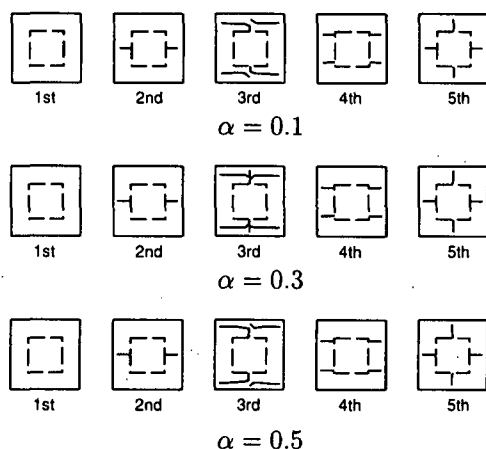 1st 2nd 3rd 4th 5th
α = 0.1
1st 2nd 3rd 4th 5th
α = 0.3
1st 2nd 3rd 4th 5th
α = 0.5